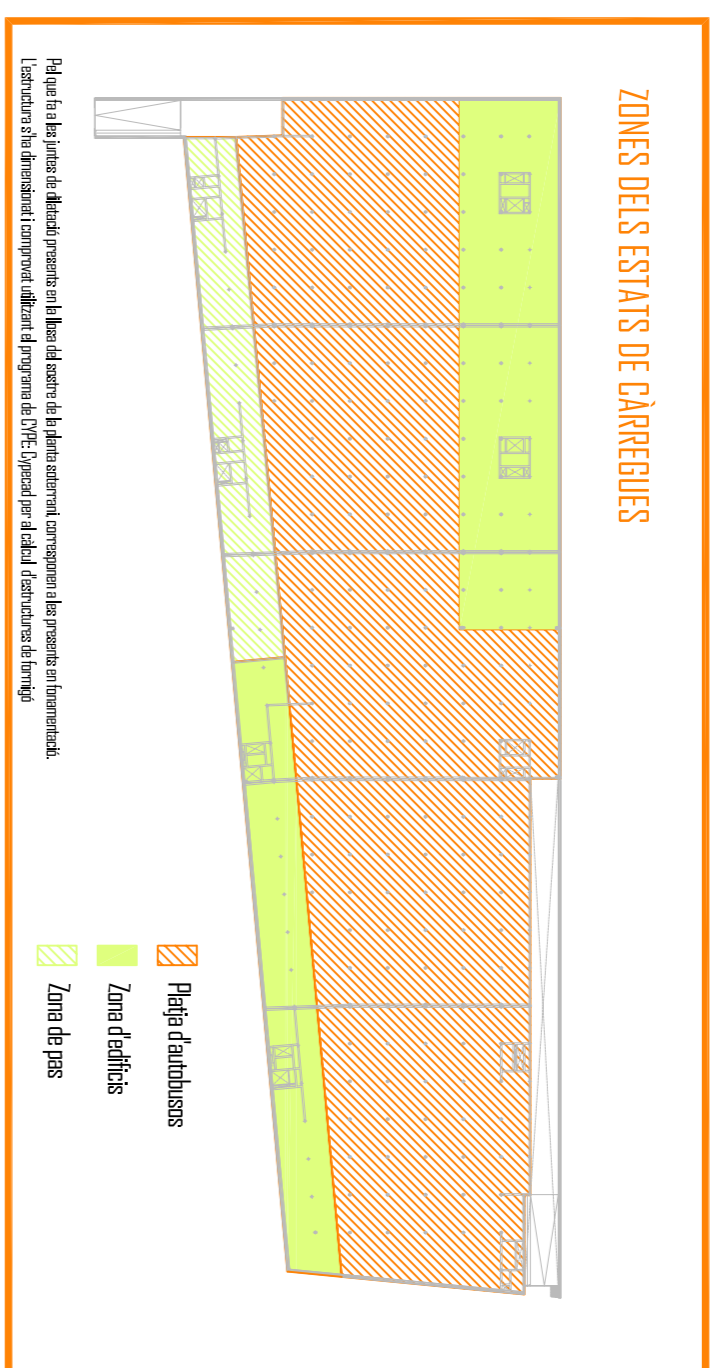 ZONES DELS ESTATS DE CÀRREGUES
Platja d'autobusos
Zona d'edificis
Zona de pas
Pel que fa a les juntes de dilatació presents en la llosa del sostre de la planta soterrani, corresponen a les presents en fonamentació.
L'estructura s'ha dimensionat i comprovat utilitzant el programa de CYPE: Cypecad per al càlcul d'estructures de formigó